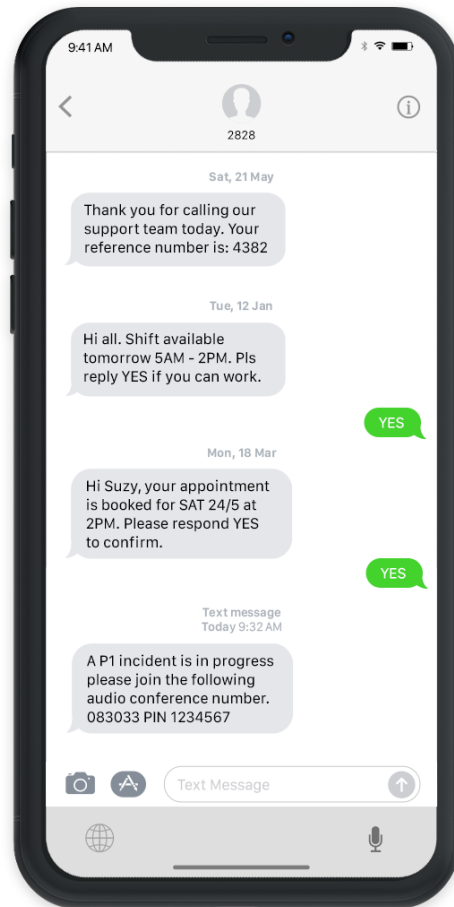 9:41 AM
2828
Sat, 21 May
Thank you for calling our
support team today. Your
reference number is: 4382
Tue, 12 Jan
Hi all. Shift available
tomorrow 5AM - 2PM. Pls
reply YES if you can work.
YES
Mon, 18 Mar
Hi Suzy, your appointment
is booked for SAT 24/5 at
2PM. Please respond YES
to confirm.
YES
Text message
Today 9:32 AM
A P1 incident is in progress
please join the following
audio conference number.
083033 PIN 1234567
Text Message